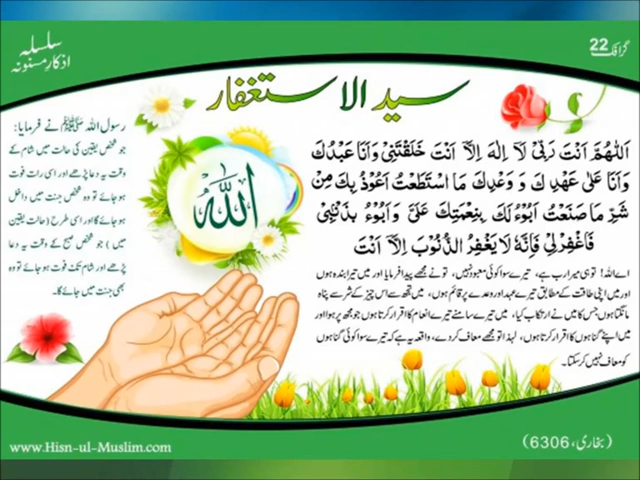 سلسلہ
اذکارِ مسنونہ
گرافک 22
سید الاستغفار
رسول اللہ ﷺ نے فرمایا:
جو شخص یقین کی حالت میں شام کے
وقت یہ دعا پڑھے اور اسی رات فوت
ہو جائے تو وہ شخص جنت میں داخل
ہو جائے گا اور اسی طرح (حالت یقین
میں) جو شخص صبح کے وقت یہ دعا
پڑھے اور شام تک فوت ہو جائے تو وہ
بھی جنت میں جائے گا۔
الله
اَللّٰهُمَّ اَنْتَ رَبِّىْ لَآ اِلٰهَ اِلَّآ اَنْتَ خَلَقْتَنِىْ وَاَنَا عَبْدُكَ
وَاَنَا عَلٰى عَهْدِكَ وَ وَعْدِكَ مَا اسْتَطَعْتُ اَعُوْذُ بِكَ مِنْ
شَرِّ مَا صَنَعْتُ اَبُوْءُ لَكَ بِنِعْمَتِكَ عَلَىَّ وَ اَبُوْءُ بِذَنْۢبِىْ
فَاغْفِرْلِىْ فَاِنَّهٗ لَا يَغْفِرُ الذُّنُوْبَ اِلَّآ اَنْتَ
اے اللہ! تو ہی میرا رب ہے، تیرے سوا کوئی معبود نہیں، تو نے مجھے پیدا فرمایا اور میں تیرا بندہ ہوں
اور میں اپنی طاقت کے مطابق تیرے عہد اور وعدے پر قائم ہوں، میں تجھ سے اس چیز کے شر سے پناہ
مانگتا ہوں جس کا میں نے ارتکاب کیا، میں تیرے سامنے تیرے انعام کا اقرار کرتا ہوں جو مجھ پر ہوا اور
میں اپنے گناہوں کا اقرار کرتا ہوں، لہٰذا تو مجھے معاف کر دے، واقعہ یہ ہے کہ تیرے سوا کوئی گناہوں
کو معاف نہیں کر سکتا۔
www.Hisn-ul-Muslim.com
(بخاری، 6306)